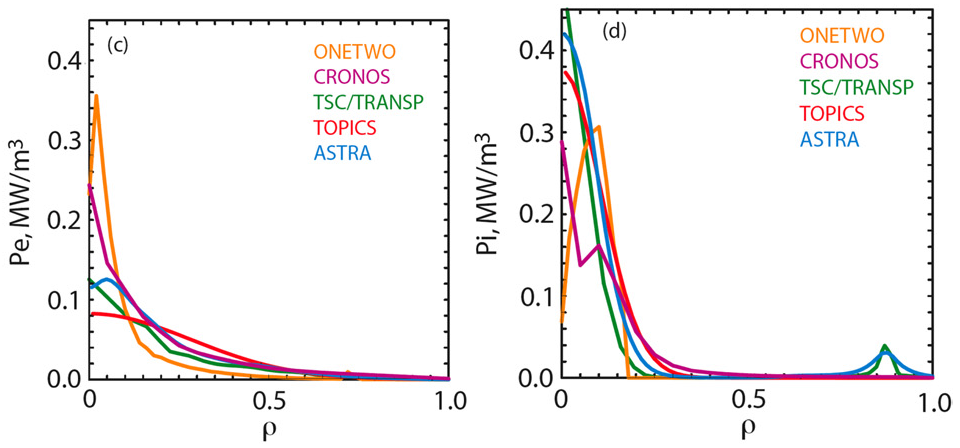 (c)
ONETWO
CRONOS
TSC/TRANSP
TOPICS
ASTRA
0.4
0.3
0.2
0.1
0.0
Pe, MW/m³
0
0.5
1.0
ρ
(d)
ONETWO
CRONOS
TSC/TRANSP
TOPICS
ASTRA
0.4
0.3
0.2
0.1
0.0
Pi, MW/m³
0
0.5
1.0
ρ